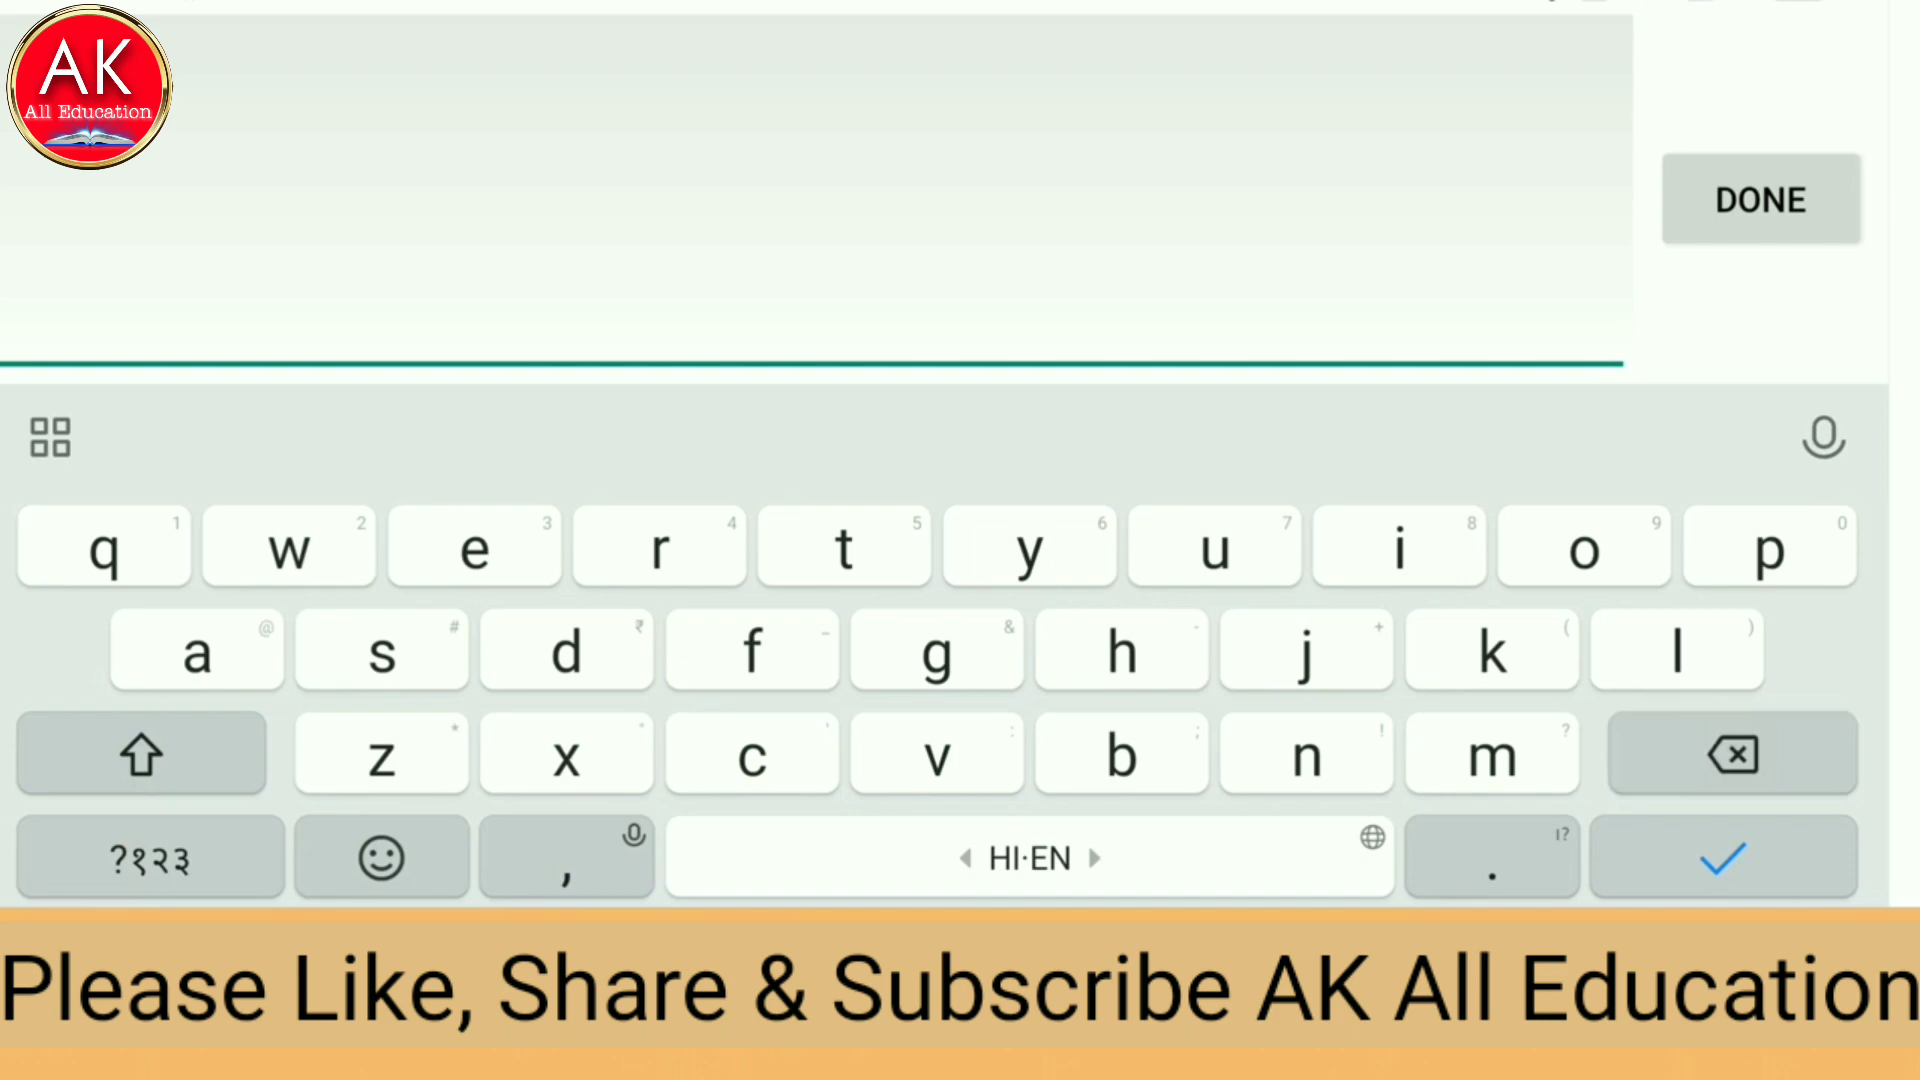 AK
All Education
DONE
q 1 w 2 e 3 r 4 t 5 y 6 u 7 i 8 o 9 p 0
a @ s # d ₹ f _ g & h - j + k ( l )
z * x " c ' v : b ; n ! m ?
?१२३ , HI·EN . ।?
Please Like, Share & Subscribe AK All Education